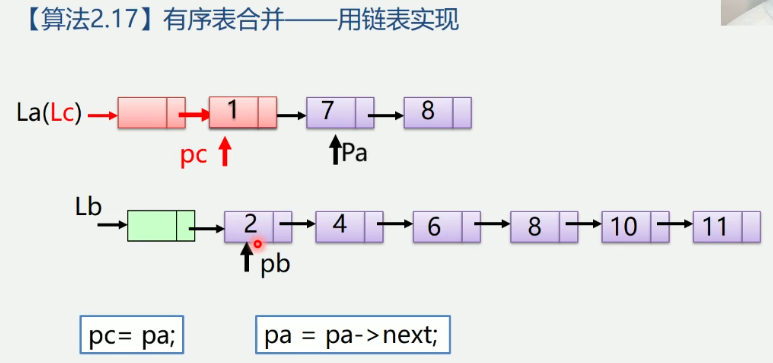 【算法2.17】有序表合并——用链表实现
La(Lc) 1 7 8
pc Pa
Lb 2 4 6 8 10 11
pb
pc= pa; pa = pa->next;